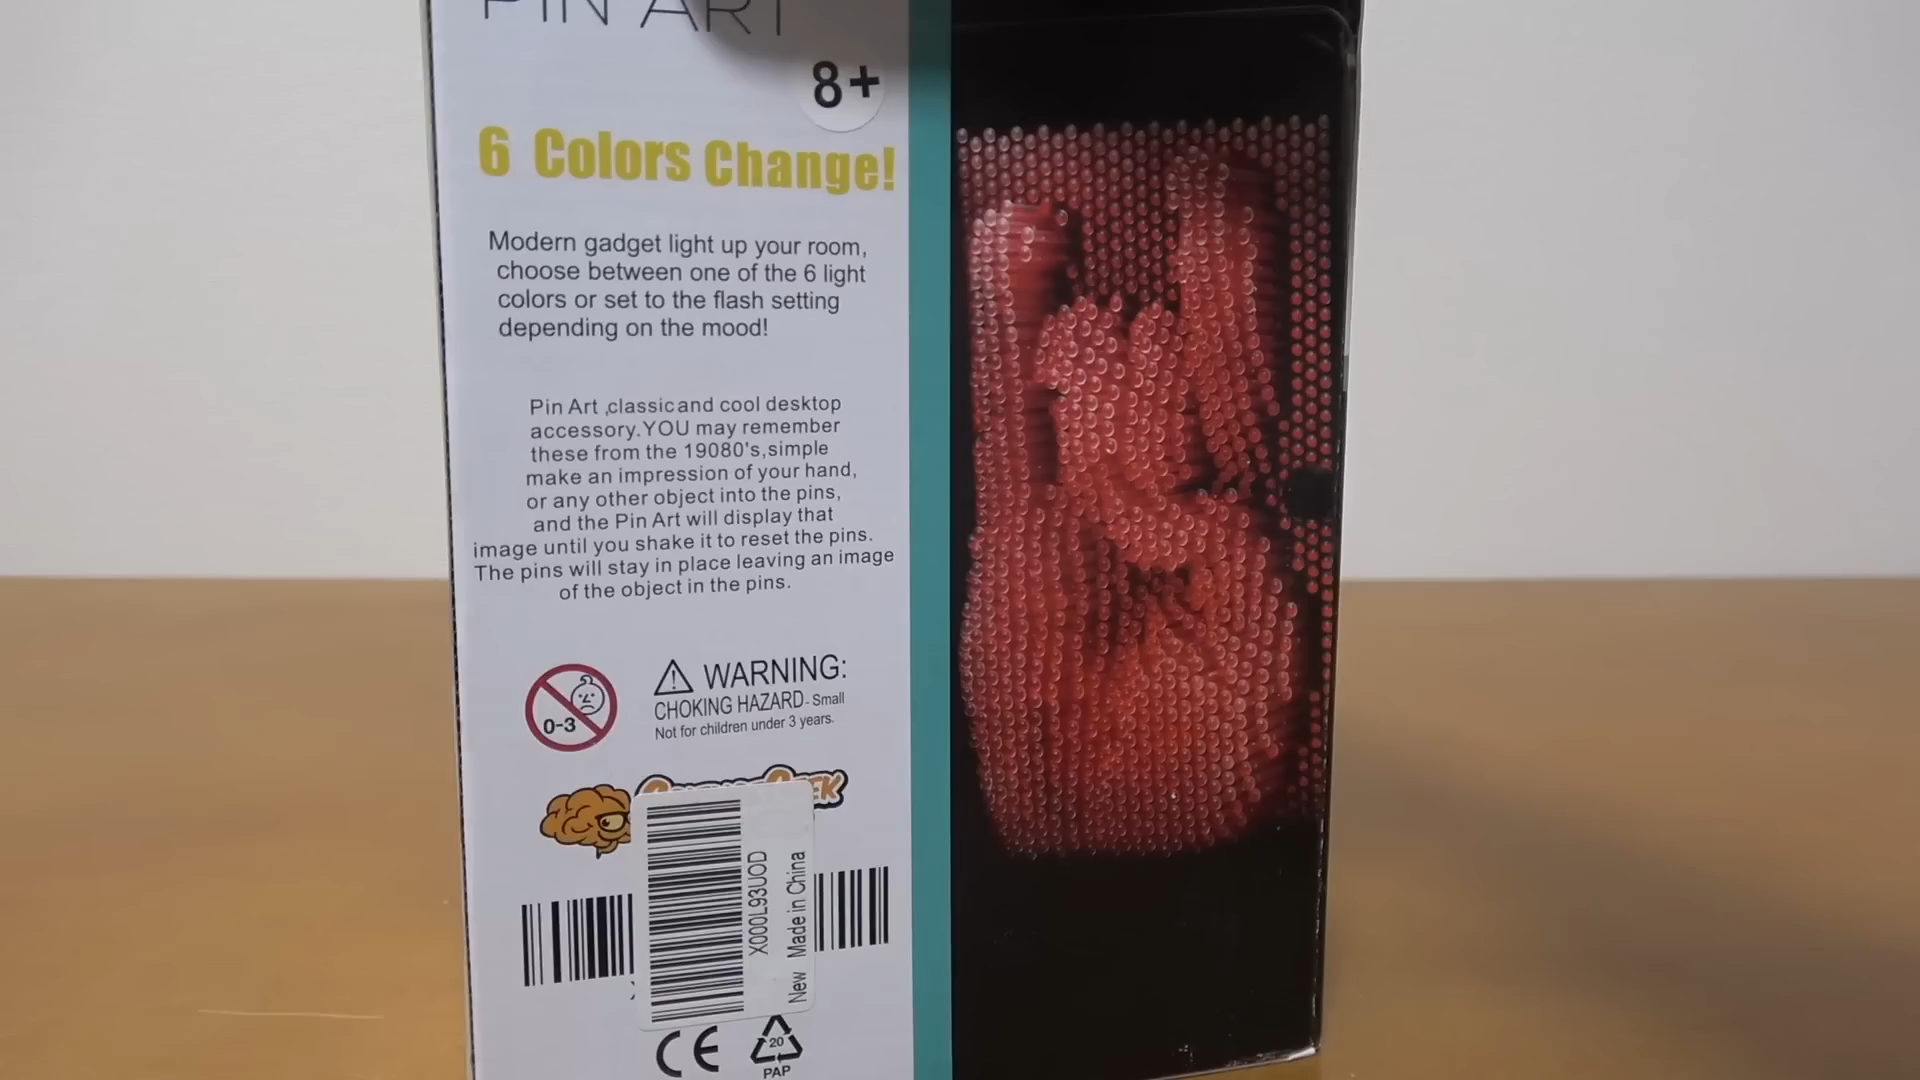 PIN ART
8+
6 Colors Change!
Modern gadget light up your room,
choose between one of the 6 light
colors or set to the flash setting
depending on the mood!
Pin Art ,classicand cool desktop
accessory.YOU may remember
these from the 19080's,simple
make an impression of your hand,
or any other object into the pins,
and the Pin Art will display that
image until you shake it to reset the pins.
The pins will stay in place leaving an image
of the object in the pins.
0-3
WARNING:
CHOKING HAZARD - Small
Not for children under 3 years.
X000L93UOD
New Made in China
CE
20
PAP